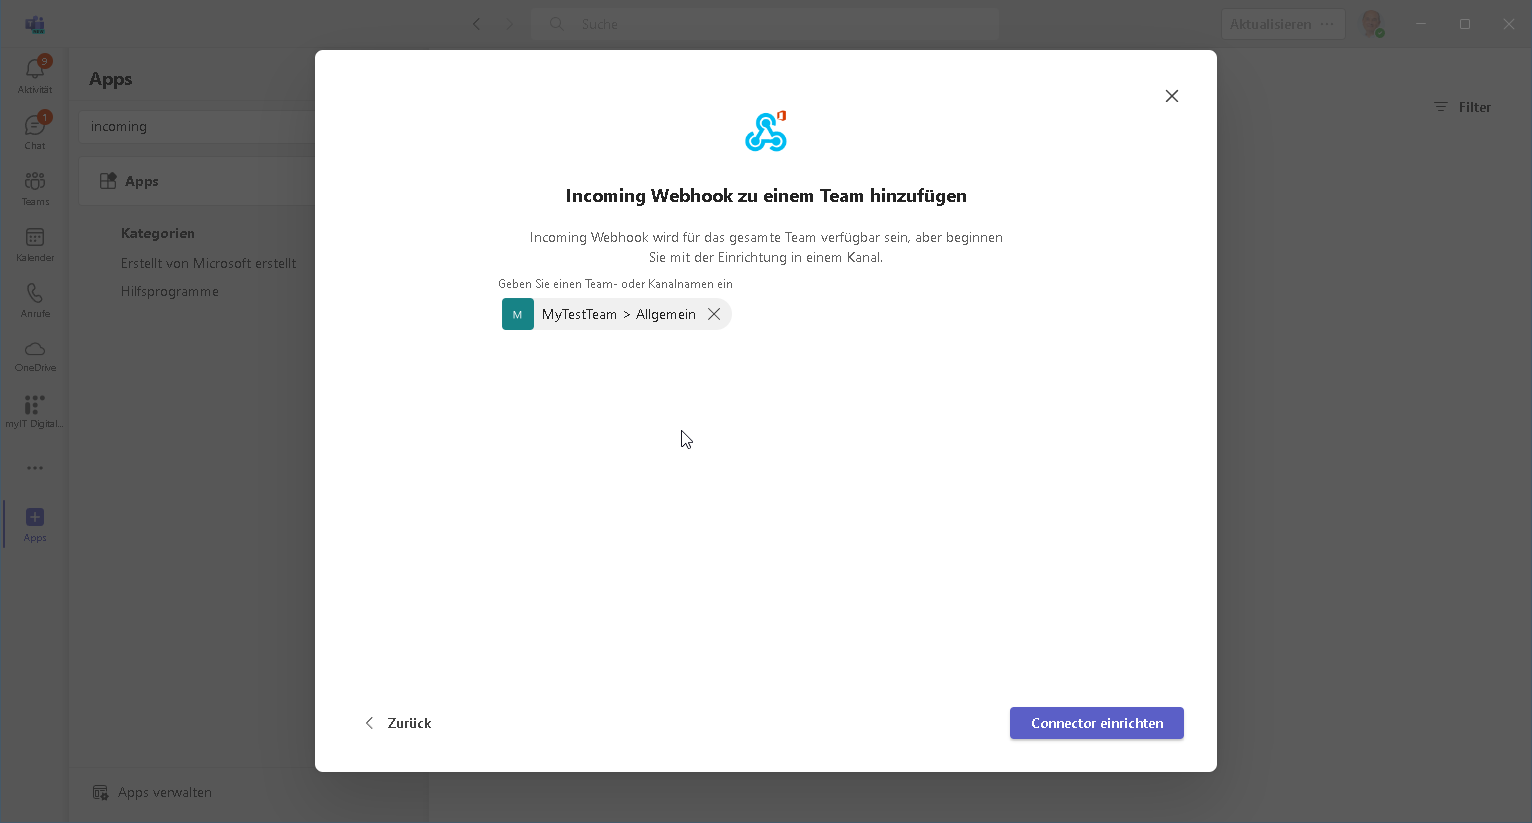 Suche
Aktualisieren ···
9
Aktivität
1
Chat
Teams
Kalender
Anrufe
OneDrive
myIT Digital...
Apps
Apps
incoming
Apps
Kategorien
Erstellt von Microsoft erstellt
Hilfsprogramme
Apps verwalten
Filter
Incoming Webhook zu einem Team hinzufügen
Incoming Webhook wird für das gesamte Team verfügbar sein, aber beginnen
Sie mit der Einrichtung in einem Kanal.
Geben Sie einen Team- oder Kanalnamen ein
M
MyTestTeam > Allgemein
Zurück
Connector einrichten